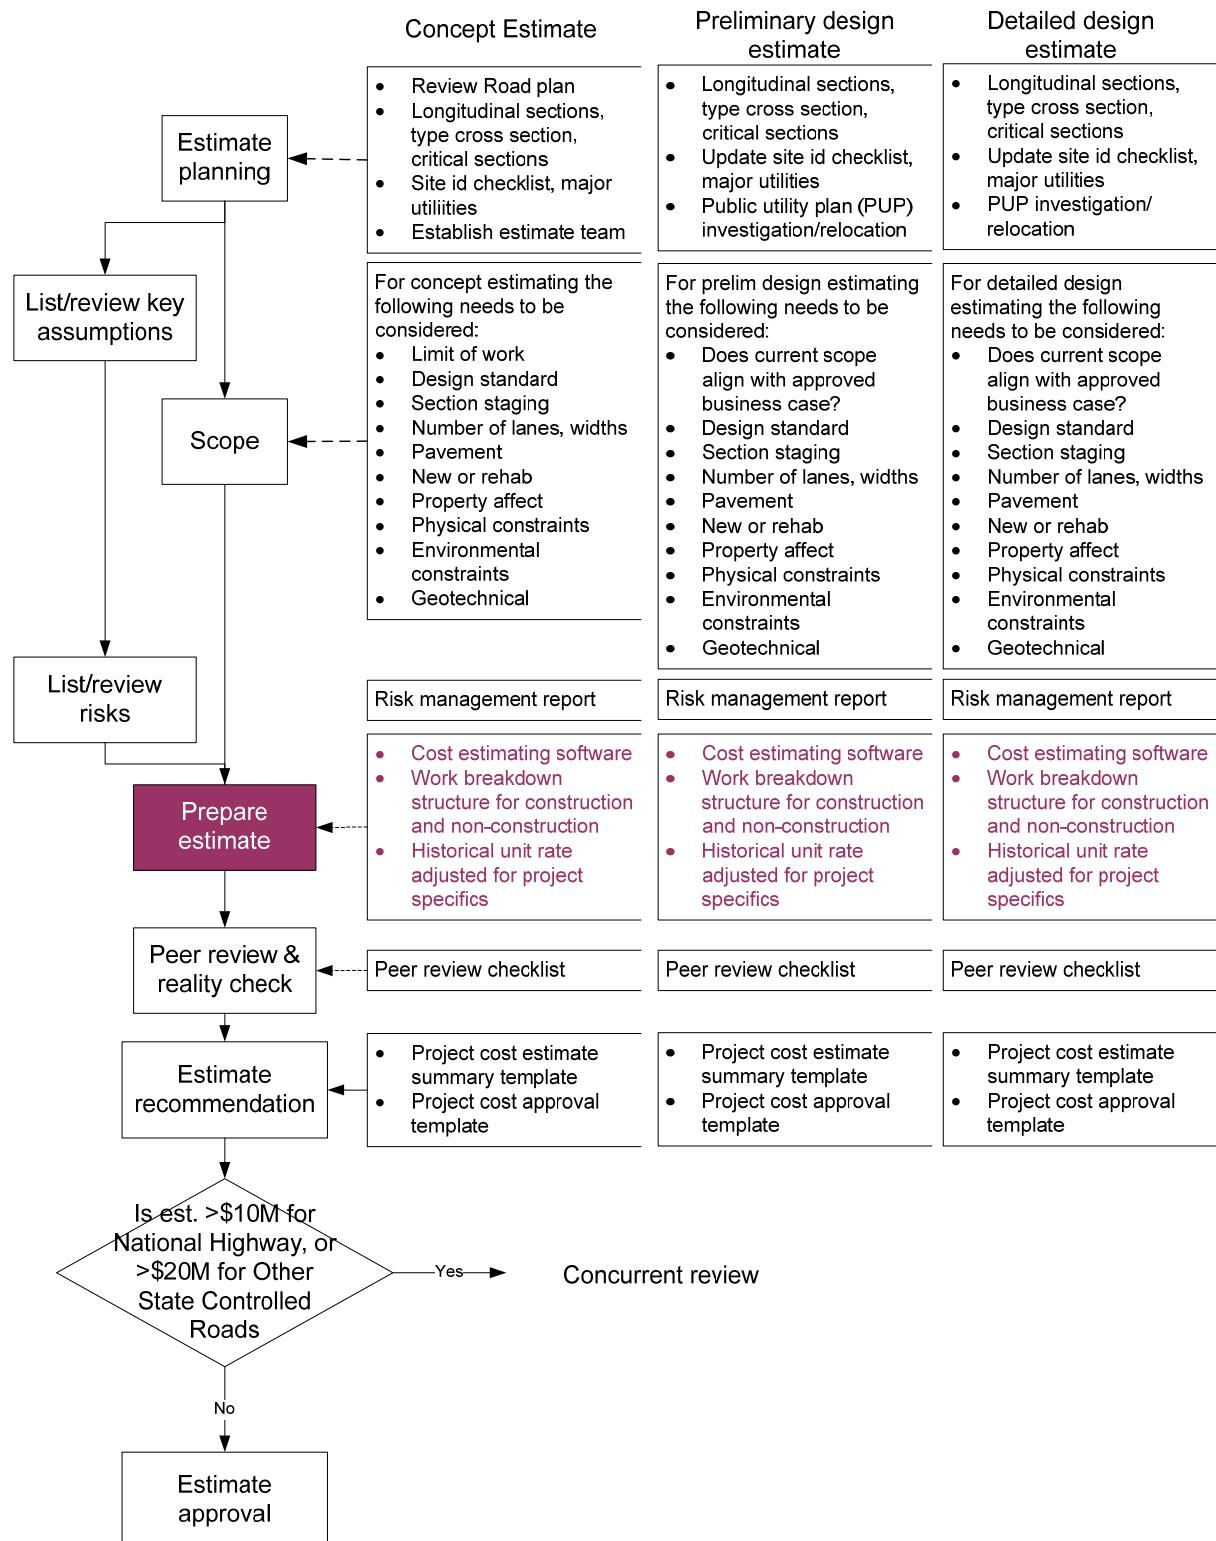 Concept Estimate
Preliminary design
estimate
Detailed design
estimate
Estimate
planning
• Review Road plan
• Longitudinal sections,
type cross section,
critical sections
• Site id checklist, major
utiliities
• Establish estimate team
• Longitudinal sections,
type cross section,
critical sections
• Update site id checklist,
major utilities
• Public utility plan (PUP)
investigation/relocation
• Longitudinal sections,
type cross section,
critical sections
• Update site id checklist,
major utilities
• PUP investigation/
relocation
List/review key
assumptions
Scope
For concept estimating the
following needs to be
considered:
• Limit of work
• Design standard
• Section staging
• Number of lanes, widths
• Pavement
• New or rehab
• Property affect
• Physical constraints
• Environmental
constraints
• Geotechnical
For prelim design estimating
the following needs to be
considered:
• Does current scope
align with approved
business case?
• Design standard
• Section staging
• Number of lanes, widths
• Pavement
• New or rehab
• Property affect
• Physical constraints
• Environmental
constraints
• Geotechnical
For detailed design
estimating the following
needs to be considered:
• Does current scope
align with approved
business case?
• Design standard
• Section staging
• Number of lanes, widths
• Pavement
• New or rehab
• Property affect
• Physical constraints
• Environmental
constraints
• Geotechnical
List/review
risks
Risk management report
Risk management report
Risk management report
Prepare
estimate
• Cost estimating software
• Work breakdown
structure for construction
and non-construction
• Historical unit rate
adjusted for project
specifics
• Cost estimating software
• Work breakdown
structure for construction
and non-construction
• Historical unit rate
adjusted for project
specifics
• Cost estimating software
• Work breakdown
structure for construction
and non-construction
• Historical unit rate
adjusted for project
specifics
Peer review &
reality check
Peer review checklist
Peer review checklist
Peer review checklist
Estimate
recommendation
• Project cost estimate
summary template
• Project cost approval
template
• Project cost estimate
summary template
• Project cost approval
template
• Project cost estimate
summary template
• Project cost approval
template
Is est. >$10M for
National Highway, or
>$20M for Other
State Controlled
Roads
Yes
Concurrent review
No
Estimate
approval